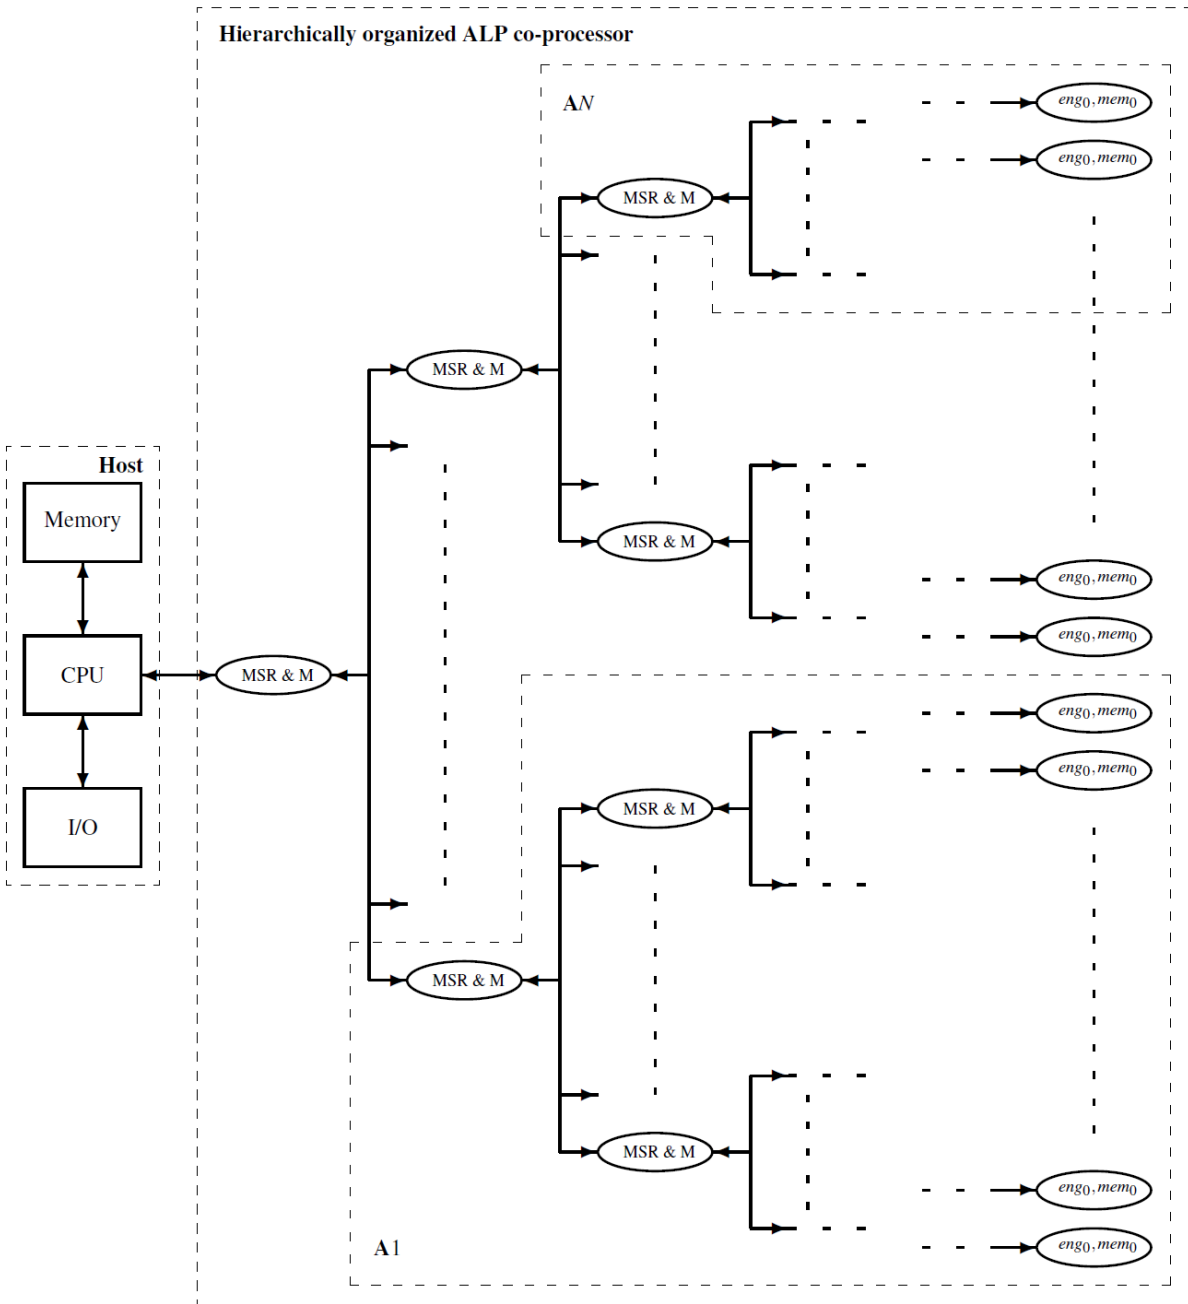 Hierarchically organized ALP co-processor
AN
eng₀, mem₀
eng₀, mem₀
MSR & M
MSR & M
Host
Memory
MSR & M
eng₀, mem₀
eng₀, mem₀
CPU
MSR & M
eng₀, mem₀
eng₀, mem₀
MSR & M
I/O
MSR & M
MSR & M
eng₀, mem₀
A1
eng₀, mem₀